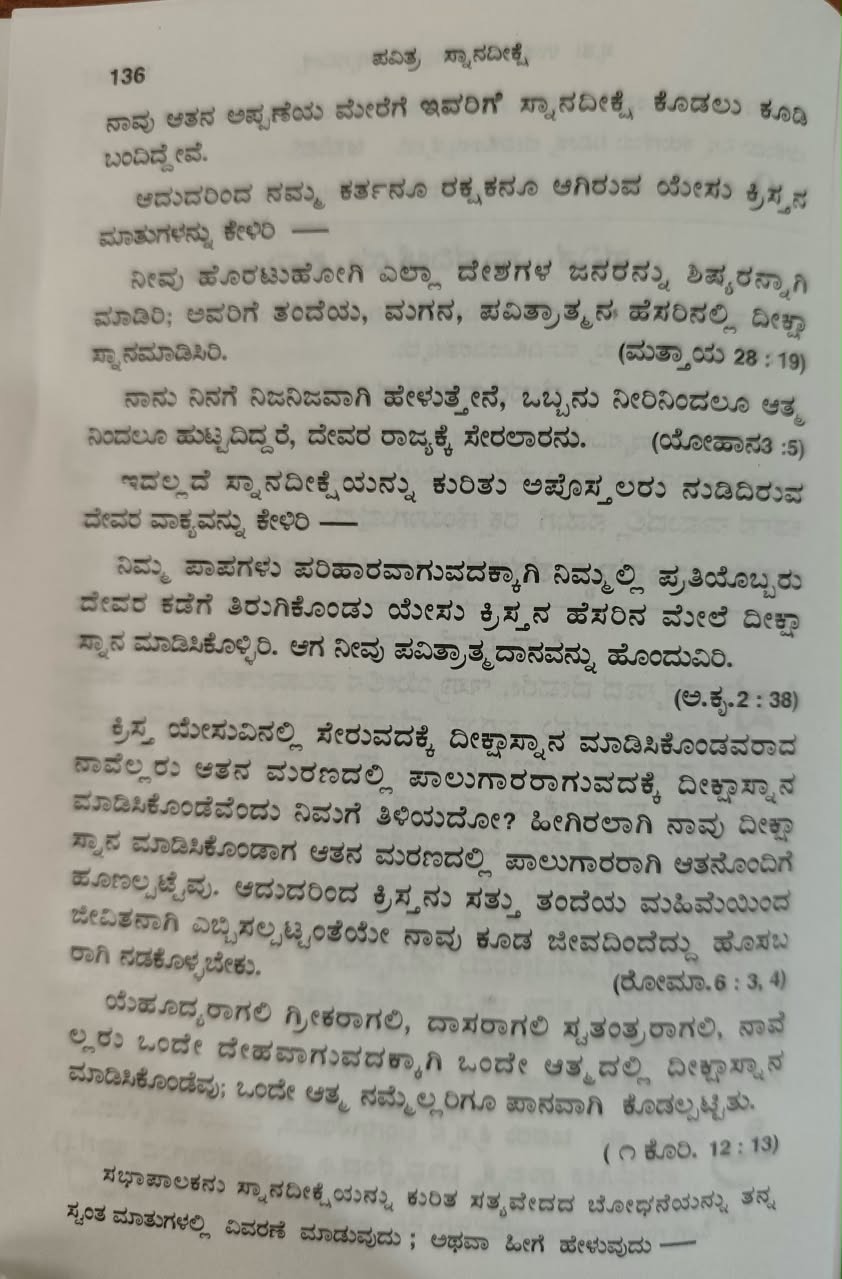 136
ಪವಿತ್ರ ಸ್ನಾನದೀಕ್ಷೆ
ನಾವು ಆತನ ಅಪ್ಪಣೆಯ ಮೇರೆಗೆ ಇವರಿಗೆ ಸ್ನಾನದೀಕ್ಷೆ ಕೊಡಲು ಕೂಡಿ
ಬಂದಿದ್ದೇವೆ.
ಆದುದರಿಂದ ನಮ್ಮ ಕರ್ತನೂ ರಕ್ಷಕನೂ ಆಗಿರುವ ಯೇಸು ಕ್ರಿಸ್ತನ
ಮಾತುಗಳನ್ನು ಕೇಳಿರಿ —
ನೀವು ಹೊರಟುಹೋಗಿ ಎಲ್ಲಾ ದೇಶಗಳ ಜನರನ್ನು ಶಿಷ್ಯರನ್ನಾಗಿ
ಮಾಡಿರಿ; ಅವರಿಗೆ ತಂದೆಯ, ಮಗನ, ಪವಿತ್ರಾತ್ಮನ ಹೆಸರಿನಲ್ಲಿ ದೀಕ್ಷಾ
ಸ್ನಾನಮಾಡಿಸಿರಿ. (ಮತ್ತಾಯ 28 : 19)
ನಾನು ನಿನಗೆ ನಿಜನಿಜವಾಗಿ ಹೇಳುತ್ತೇನೆ, ಒಬ್ಬನು ನೀರಿನಿಂದಲೂ ಆತ್ಮ
ನಿಂದಲೂ ಹುಟ್ಟದಿದ್ದರೆ, ದೇವರ ರಾಜ್ಯಕ್ಕೆ ಸೇರಲಾರನು. (ಯೋಹಾನ3 :5)
ಇದಲ್ಲದೆ ಸ್ನಾನದೀಕ್ಷೆಯನ್ನು ಕುರಿತು ಅಪೊಸ್ತಲರು ನುಡಿದಿರುವ
ದೇವರ ವಾಕ್ಯವನ್ನು ಕೇಳಿರಿ —
ನಿಮ್ಮ ಪಾಪಗಳು ಪರಿಹಾರವಾಗುವದಕ್ಕಾಗಿ ನಿಮ್ಮಲ್ಲಿ ಪ್ರತಿಯೊಬ್ಬರು
ದೇವರ ಕಡೆಗೆ ತಿರುಗಿಕೊಂಡು ಯೇಸು ಕ್ರಿಸ್ತನ ಹೆಸರಿನ ಮೇಲೆ ದೀಕ್ಷಾ
ಸ್ನಾನ ಮಾಡಿಸಿಕೊಳ್ಳಿರಿ. ಆಗ ನೀವು ಪವಿತ್ರಾತ್ಮದಾನವನ್ನು ಹೊಂದುವಿರಿ.
(ಅ.ಕೃ.2 : 38)
ಕ್ರಿಸ್ತ ಯೇಸುವಿನಲ್ಲಿ ಸೇರುವದಕ್ಕೆ ದೀಕ್ಷಾಸ್ನಾನ ಮಾಡಿಸಿಕೊಂಡವರಾದ
ನಾವೆಲ್ಲರು ಆತನ ಮರಣದಲ್ಲಿ ಪಾಲುಗಾರರಾಗುವದಕ್ಕೆ ದೀಕ್ಷಾಸ್ನಾನ
ಮಾಡಿಸಿಕೊಂಡೆವೆಂದು ನಿಮಗೆ ತಿಳಿಯದೋ? ಹೀಗಿರಲಾಗಿ ನಾವು ದೀಕ್ಷಾ
ಸ್ನಾನ ಮಾಡಿಸಿಕೊಂಡಾಗ ಆತನ ಮರಣದಲ್ಲಿ ಪಾಲುಗಾರರಾಗಿ ಆತನೊಂದಿಗೆ
ಹೂಣಲ್ಪಟ್ಟೆವು. ಆದುದರಿಂದ ಕ್ರಿಸ್ತನು ಸತ್ತು ತಂದೆಯ ಮಹಿಮೆಯಿಂದ
ಜೀವಿತನಾಗಿ ಎಬ್ಬಿಸಲ್ಪಟ್ಟಂತೆಯೇ ನಾವು ಕೂಡ ಜೀವದಿಂದೆದ್ದು ಹೊಸಬ
ರಾಗಿ ನಡಕೊಳ್ಳಬೇಕು. (ರೋಮಾ.6 : 3, 4)
ಯೆಹೂದ್ಯರಾಗಲಿ ಗ್ರೀಕರಾಗಲಿ, ದಾಸರಾಗಲಿ ಸ್ವತಂತ್ರರಾಗಲಿ, ನಾವೆ
ಲ್ಲರು ಒಂದೇ ದೇಹವಾಗುವದಕ್ಕಾಗಿ ಒಂದೇ ಆತ್ಮದಲ್ಲಿ ದೀಕ್ಷಾಸ್ನಾನ
ಮಾಡಿಸಿಕೊಂಡೆವು; ಒಂದೇ ಆತ್ಮ ನಮ್ಮೆಲ್ಲರಿಗೂ ಪಾನವಾಗಿ ಕೊಡಲ್ಪಟ್ಟಿತು.
( ೧ ಕೊರಿ. 12 : 13)
ಸಭಾಪಾಲಕನು ಸ್ನಾನದೀಕ್ಷೆಯನ್ನು ಕುರಿತ ಸತ್ಯವೇದದ ಬೋಧನೆಯನ್ನು ತನ್ನ
ಸ್ವಂತ ಮಾತುಗಳಲ್ಲಿ ವಿವರಣೆ ಮಾಡುವುದು ; ಅಥವಾ ಹೀಗೆ ಹೇಳುವುದು —